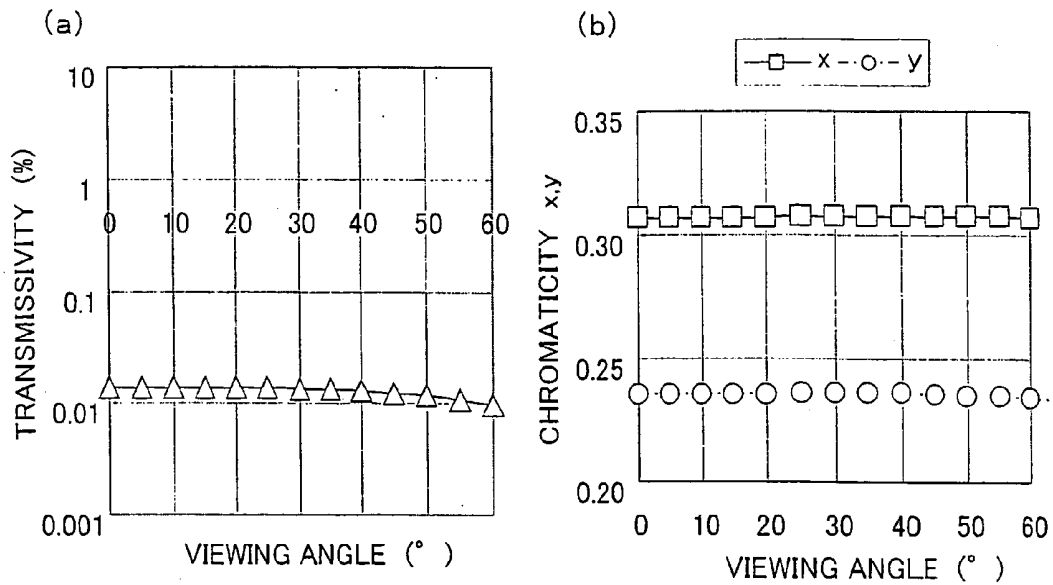 (a)
10
1
0.1
0.01
0.001
0 10 20 30 40 50 60
TRANSMISSIVITY (%)
VIEWING ANGLE (°)
(b)
x y
0.35
0.30
0.25
0.20
0 10 20 30 40 50 60
CHROMATICITY x,y
VIEWING ANGLE (°)